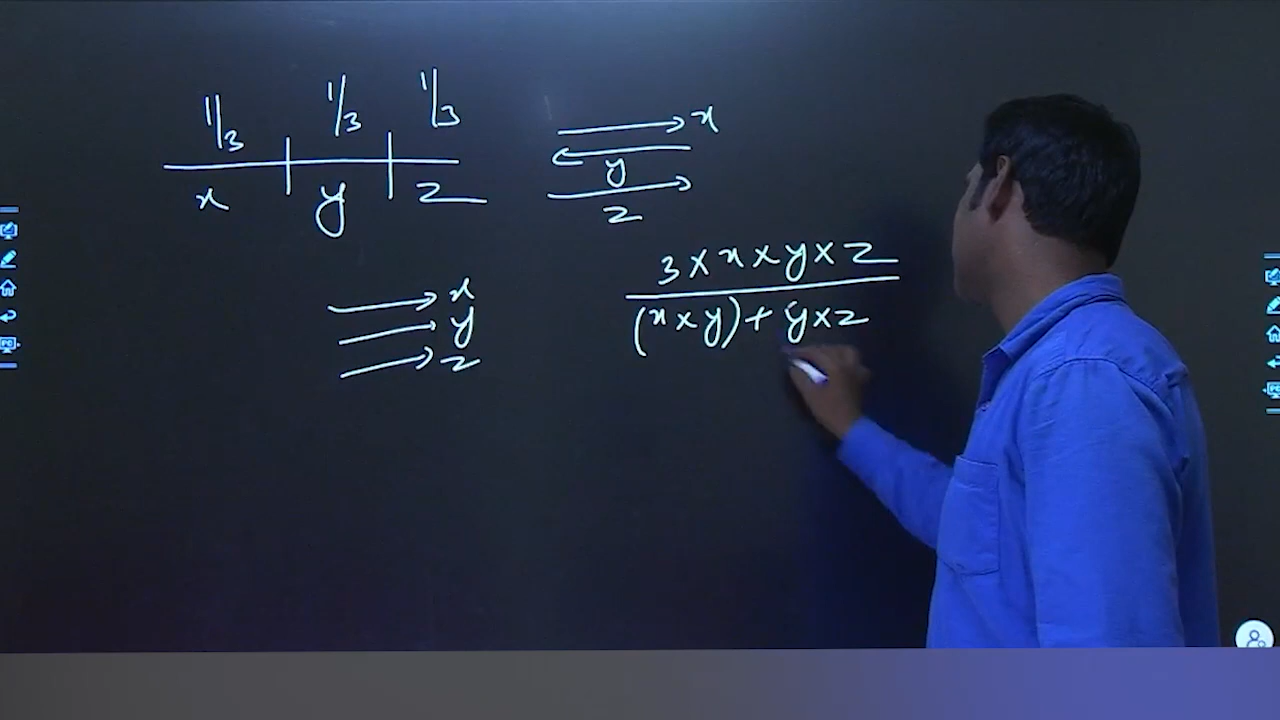 1/3 1/3 1/3
x y z
x
y
z
x
y
z
3 × x × y × z
(x × y) + y × z